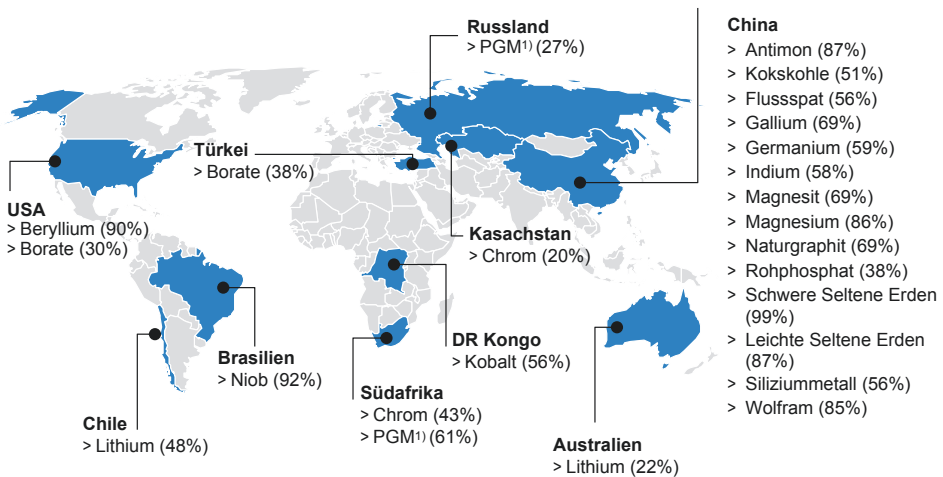 Russland
> PGM1) (27%)
Türkei
> Borate (38%)
USA
> Beryllium (90%)
> Borate (30%)
Kasachstan
> Chrom (20%)
Brasilien
> Niob (92%)
DR Kongo
> Kobalt (56%)
Südafrika
> Chrom (43%)
> PGM1) (61%)
Chile
> Lithium (48%)
Australien
> Lithium (22%)
China
> Antimon (87%)
> Kokskohle (51%)
> Flussspat (56%)
> Gallium (69%)
> Germanium (59%)
> Indium (58%)
> Magnesit (69%)
> Magnesium (86%)
> Naturgraphit (69%)
> Rohphosphat (38%)
> Schwere Seltene Erden
(99%)
> Leichte Seltene Erden
(87%)
> Siliziummetall (56%)
> Wolfram (85%)